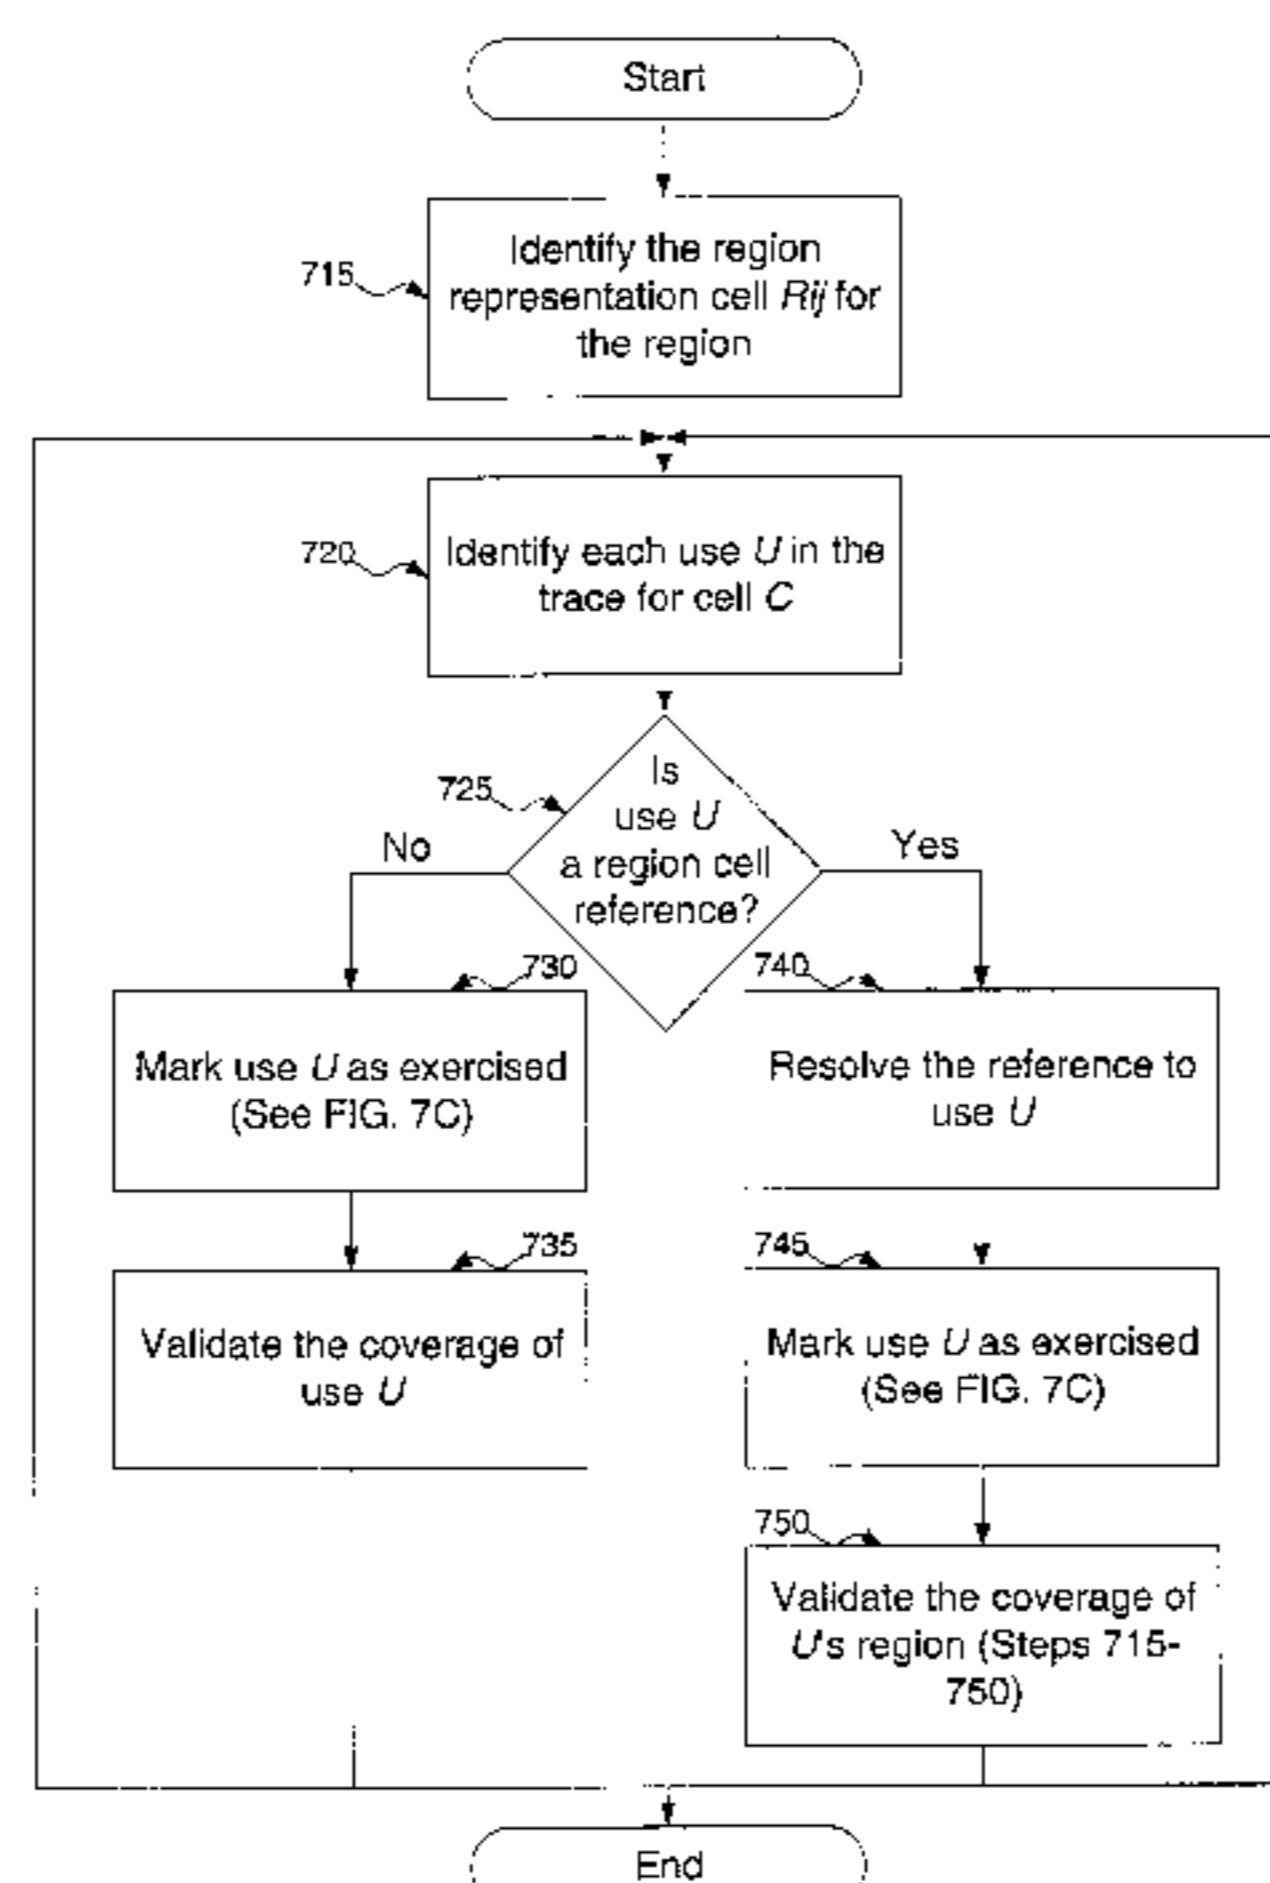 Start
715
Identify the region
representation cell Rij for
the region
720
Identify each use U in the
trace for cell C
725
Is
use U
a region cell
reference?
No
Yes
730
Mark use U as exercised
(See FIG. 7C)
740
Resolve the reference to
use U
735
Validate the coverage of
use U
745
Mark use U as exercised
(See FIG. 7C)
750
Validate the coverage of
U's region (Steps 715-
750)
End